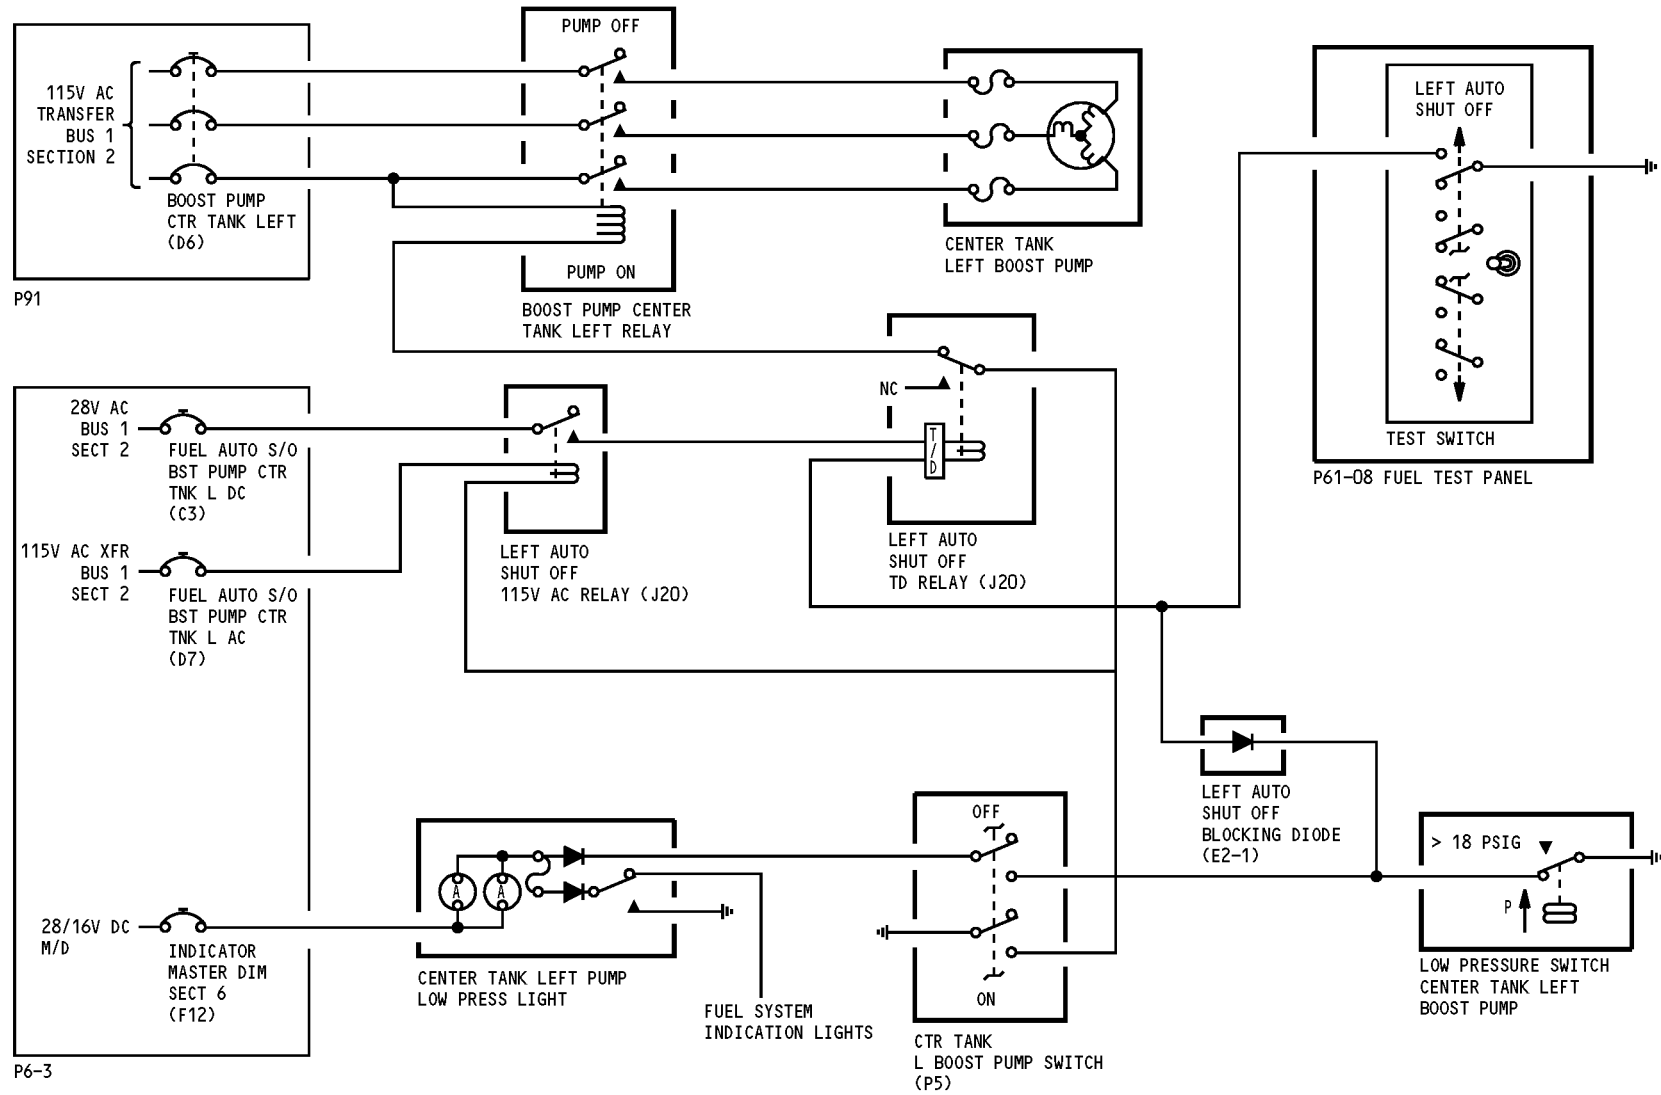 PUMP OFF
115V AC
TRANSFER
BUS 1
SECTION 2
BOOST PUMP
CTR TANK LEFT
(D6)
P91
PUMP ON
BOOST PUMP CENTER
TANK LEFT RELAY
CENTER TANK
LEFT BOOST PUMP
LEFT AUTO
SHUT OFF
TEST SWITCH
P61-08 FUEL TEST PANEL
28V AC
BUS 1
SECT 2
FUEL AUTO S/O
BST PUMP CTR
TNK L DC
(C3)
115V AC XFR
BUS 1
SECT 2
FUEL AUTO S/O
BST PUMP CTR
TNK L AC
(D7)
LEFT AUTO
SHUT OFF
115V AC RELAY (J20)
NC
T
/
D
LEFT AUTO
SHUT OFF
TD RELAY (J20)
28/16V DC
M/D
INDICATOR
MASTER DIM
SECT 6
(F12)
P6-3
A
A
CENTER TANK LEFT PUMP
LOW PRESS LIGHT
FUEL SYSTEM
INDICATION LIGHTS
OFF
ON
CTR TANK
L BOOST PUMP SWITCH
(P5)
LEFT AUTO
SHUT OFF
BLOCKING DIODE
(E2-1)
> 18 PSIG
P
LOW PRESSURE SWITCH
CENTER TANK LEFT
BOOST PUMP